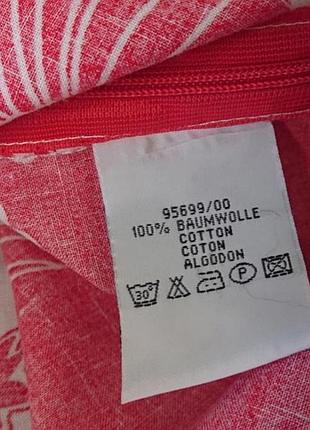 95699/00
100% BAUMWOLLE
COTTON
COTON
ALGODON
30° P